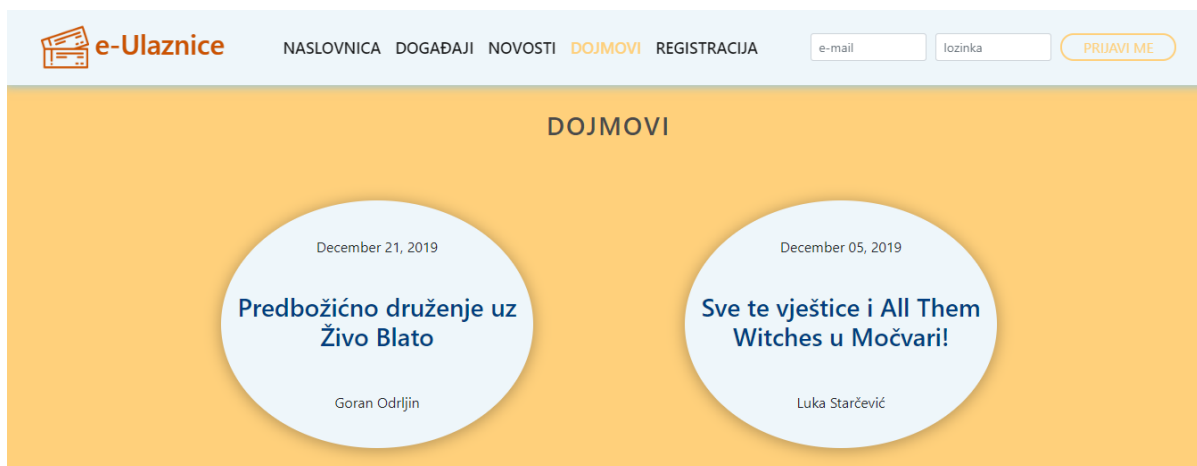 e-Ulaznice
NASLOVNICA DOGAĐAJI NOVOSTI DOJMOVI REGISTRACIJA
e-mail
lozinka
PRIJAVI ME
DOJMOVI
December 21, 2019
Predbožićno druženje uz
Živo Blato
Goran Odrljin
December 05, 2019
Sve te vještice i All Them
Witches u Močvari!
Luka Starčević